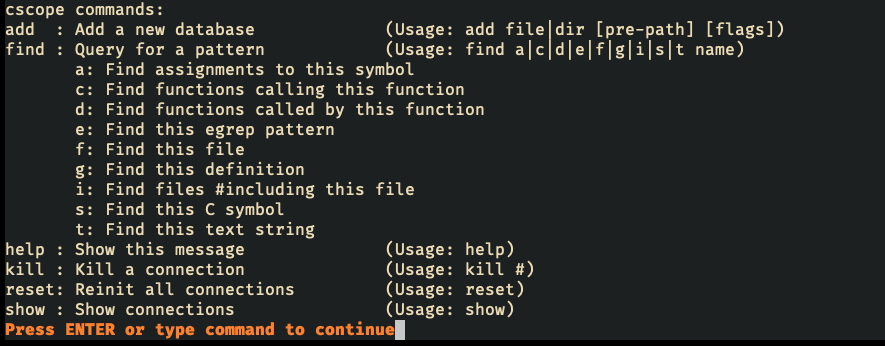 cscope commands:
add  : Add a new database             (Usage: add file|dir [pre-path] [flags])
find : Query for a pattern            (Usage: find a|c|d|e|f|g|i|s|t name)
       a: Find assignments to this symbol
       c: Find functions calling this function
       d: Find functions called by this function
       e: Find this egrep pattern
       f: Find this file
       g: Find this definition
       i: Find files #including this file
       s: Find this C symbol
       t: Find this text string
help : Show this message              (Usage: help)
kill : Kill a connection              (Usage: kill #)
reset: Reinit all connections         (Usage: reset)
show : Show connections               (Usage: show)
Press ENTER or type command to continue